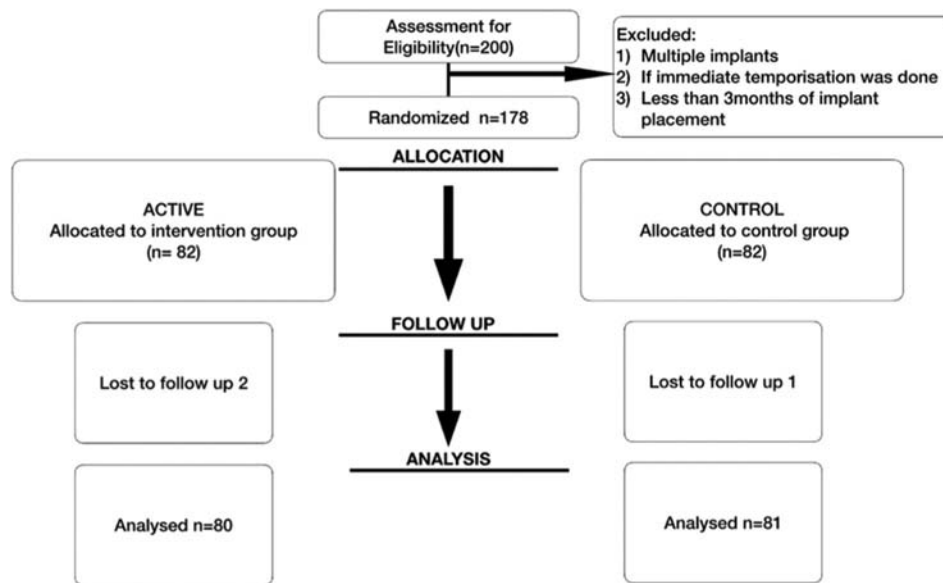 Assessment for
Eligibility(n=200)
Excluded:
1) Multiple implants
2) If immediate temporisation was done
3) Less than 3months of implant
placement
Randomized n=178
ALLOCATION
ACTIVE
Allocated to intervention group
(n= 82)
CONTROL
Allocated to control group
(n=82)
FOLLOW UP
Lost to follow up 2
Lost to follow up 1
ANALYSIS
Analysed n=80
Analysed n=81